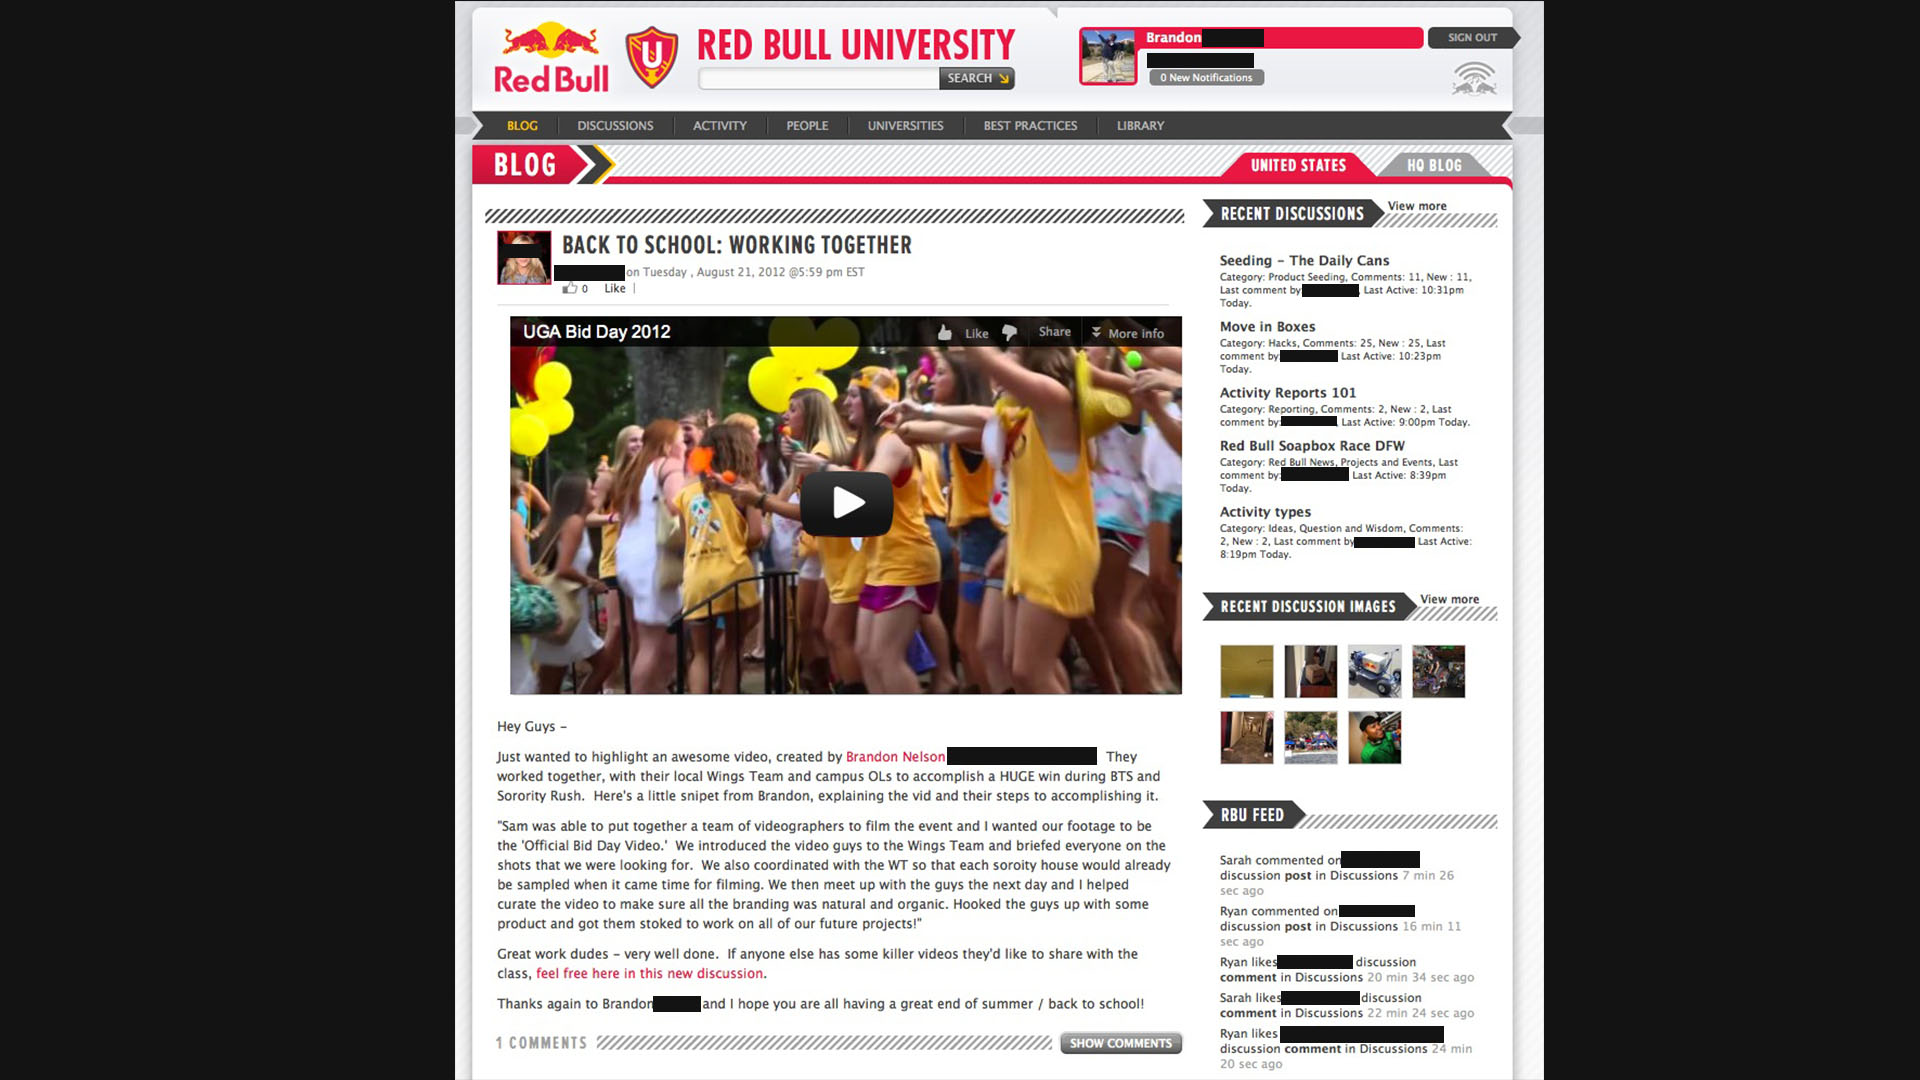 Red Bull
U
RED BULL UNIVERSITY
SEARCH
Brandon
0 New Notifications
SIGN OUT
BLOG
DISCUSSIONS
ACTIVITY
PEOPLE
UNIVERSITIES
BEST PRACTICES
LIBRARY
BLOG
UNITED STATES
HQ BLOG
BACK TO SCHOOL: WORKING TOGETHER
on Tuesday , August 21, 2012 @5:59 pm EST
0 Like |
UGA Bid Day 2012
Like
Share
More info
Hey Guys –
Just wanted to highlight an awesome video, created by Brandon Nelson They
worked together, with their local Wings Team and campus OLs to accomplish a HUGE win during BTS and
Sorority Rush. Here's a little snipet from Brandon, explaining the vid and their steps to accomplishing it.
"Sam was able to put together a team of videographers to film the event and I wanted our footage to be
the 'Official Bid Day Video.' We introduced the video guys to the Wings Team and briefed everyone on the
shots that we were looking for. We also coordinated with the WT so that each soroity house would already
be sampled when it came time for filming. We then meet up with the guys the next day and I helped
curate the video to make sure all the branding was natural and organic. Hooked the guys up with some
product and got them stoked to work on all of our future projects!"
Great work dudes – very well done. If anyone else has some killer videos they'd like to share with the
class, feel free here in this new discussion.
Thanks again to Brandon and I hope you are all having a great end of summer / back to school!
1 COMMENTS
SHOW COMMENTS
RECENT DISCUSSIONS
View more
Seeding – The Daily Cans
Category: Product Seeding, Comments: 11, New : 11,
Last comment by Last Active: 10:31pm
Today.
Move in Boxes
Category: Hacks, Comments: 25, New : 25, Last
comment by: Last Active: 10:23pm
Today.
Activity Reports 101
Category: Reporting, Comments: 2, New : 2, Last
comment by: Last Active: 9:00pm Today.
Red Bull Soapbox Race DFW
Category: Red Bull News, Projects and Events, Last
comment by: Last Active: 8:39pm
Today.
Activity types
Category: Ideas, Question and Wisdom, Comments:
2, New : 2, Last comment by Last Active:
8:19pm Today.
RECENT DISCUSSION IMAGES
View more
RBU FEED
Sarah commented on
discussion post in Discussions 7 min 26
sec ago
Ryan commented on
discussion post in Discussions 16 min 11
sec ago
Ryan likes discussion
comment in Discussions 20 min 34 sec ago
Sarah likes discussion
comment in Discussions 22 min 24 sec ago
Ryan likes
discussion comment in Discussions 24 min
20 sec ago